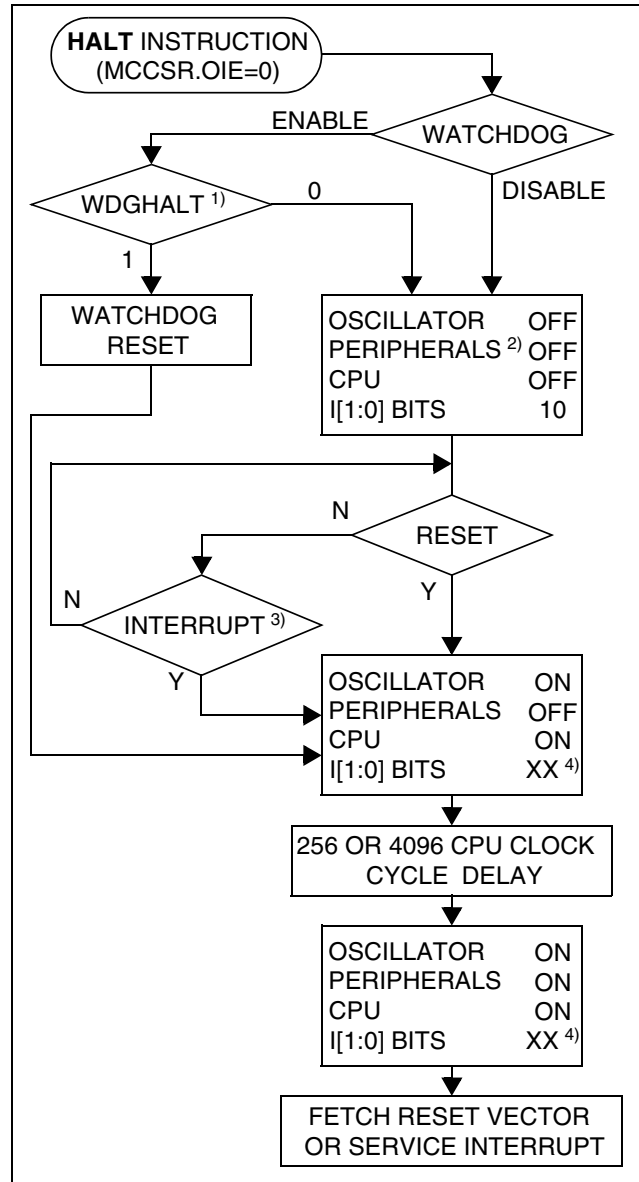 HALT INSTRUCTION
(MCCSR.OIE=0)
ENABLE
WATCHDOG
WDGHALT 1)
0
DISABLE
1
WATCHDOG
RESET
OSCILLATOR OFF
PERIPHERALS 2) OFF
CPU OFF
I[1:0] BITS 10
N
RESET
N
Y
INTERRUPT 3)
Y
OSCILLATOR ON
PERIPHERALS OFF
CPU ON
I[1:0] BITS XX 4)
256 OR 4096 CPU CLOCK
CYCLE DELAY
OSCILLATOR ON
PERIPHERALS ON
CPU ON
I[1:0] BITS XX 4)
FETCH RESET VECTOR
OR SERVICE INTERRUPT